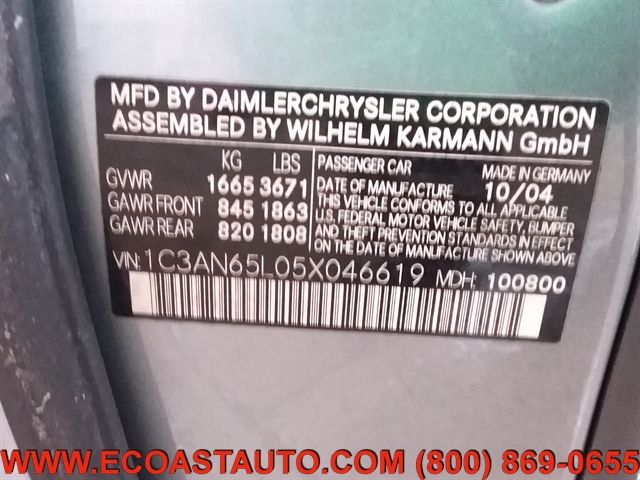 MFD BY DAIMLERCHRYSLER CORPORATION
ASSEMBLED BY WILHELM KARMANN GmbH
KG LBS
GVWR 1665 3671
GAWR FRONT 845 1863
GAWR REAR 820 1808
PASSENGER CAR MADE IN GERMANY
DATE OF MANUFACTURE 10/04
THIS VEHICLE CONFORMS TO ALL APPLICABLE
U.S. FEDERAL MOTOR VEHICLE SAFETY, BUMPER,
AND THEFT PREVENTION STANDARDS IN EFFECT
ON THE DATE OF MANUFACTURE SHOWN ABOVE.
VIN: 1C3AN65L05X046619 MDH: 100800
WWW.ECOASTAUTO.COM (800) 869-0655